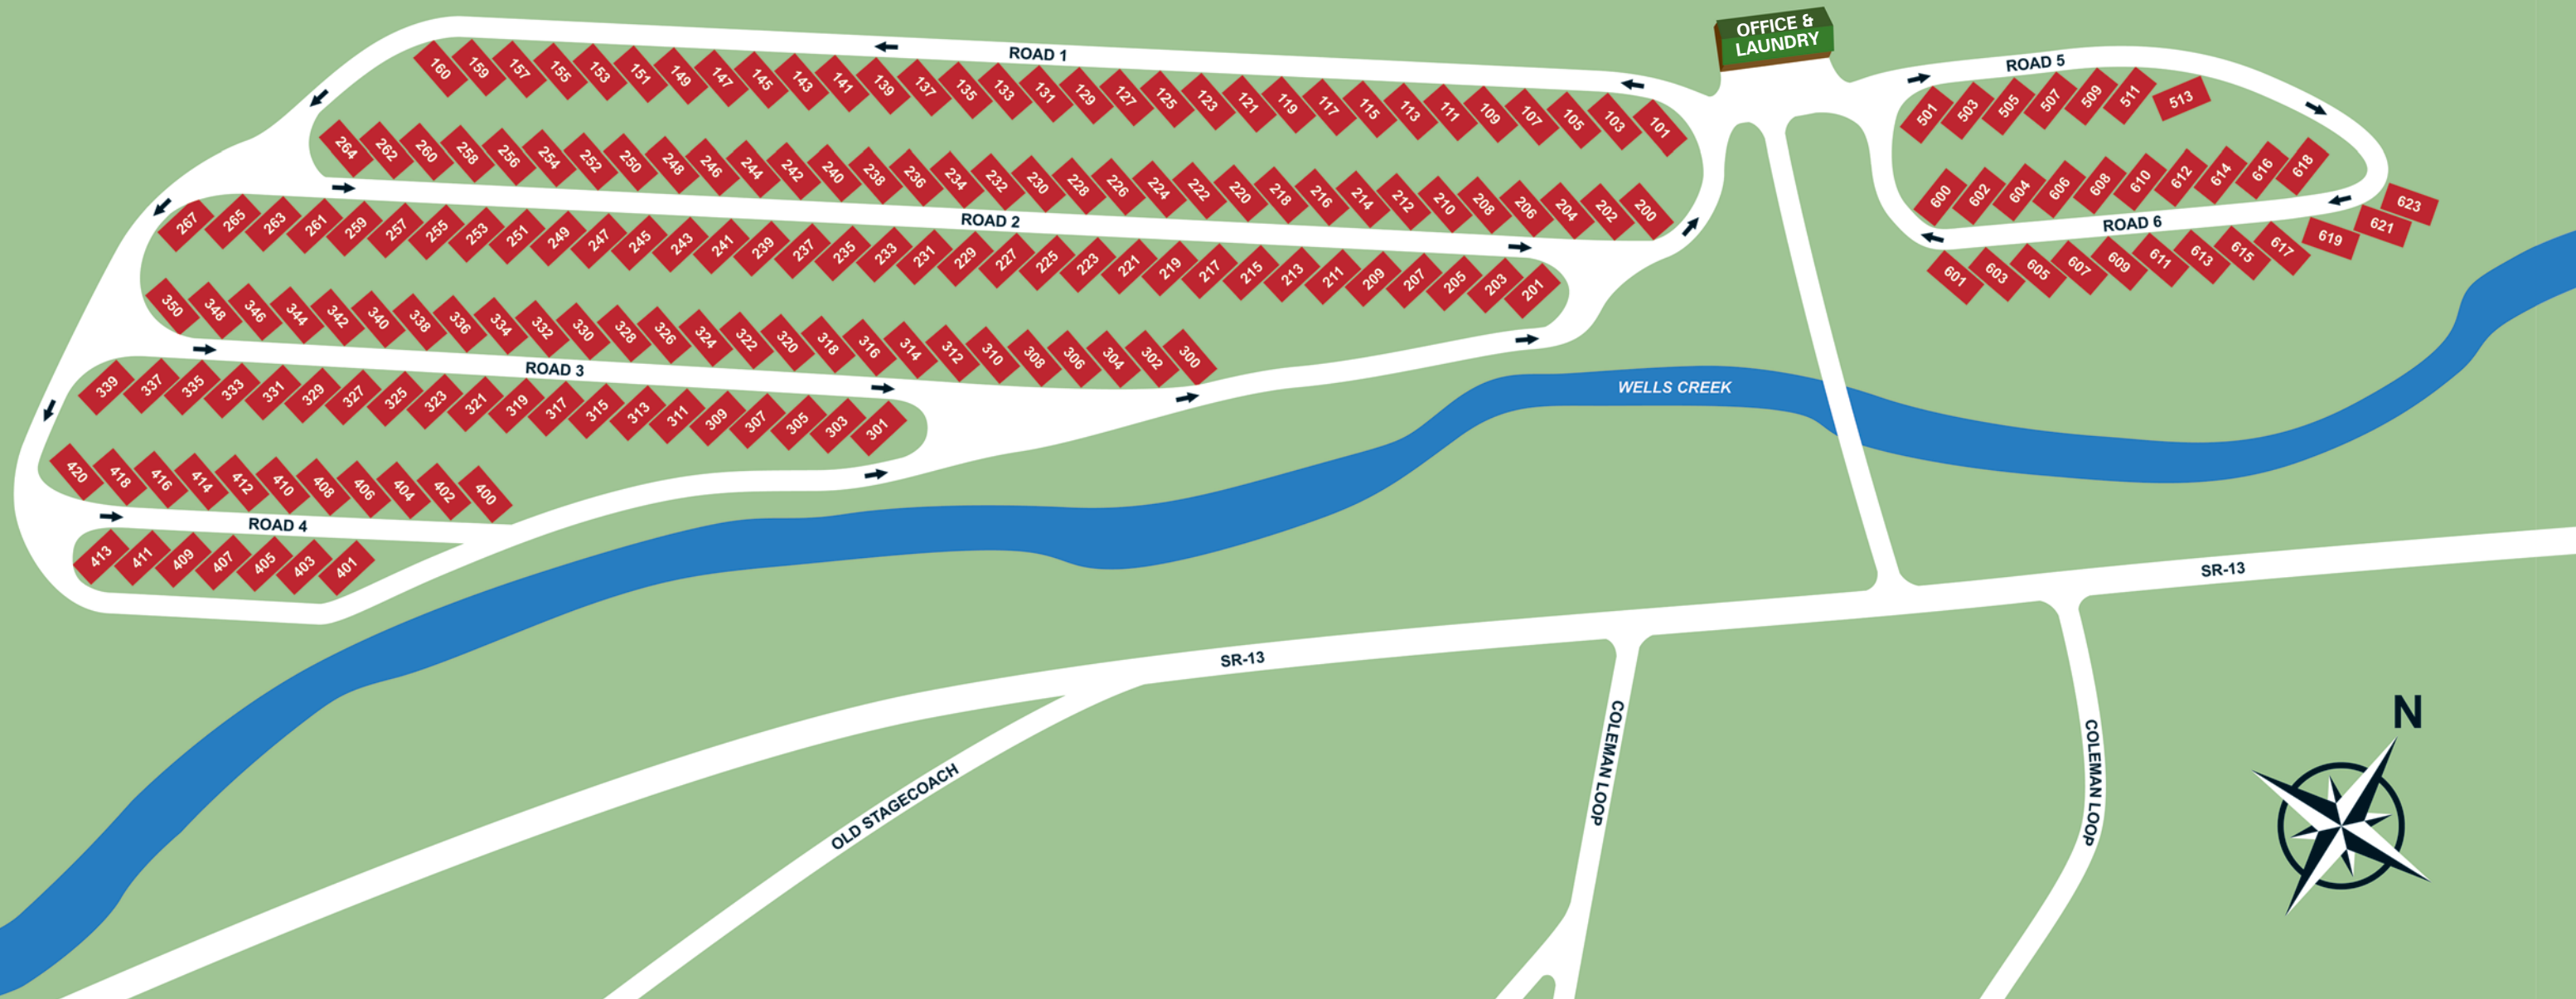 OFFICE &
LAUNDRY
ROAD 1
160 159 157 155 153 151 149 147 145 143 141 139 137 135 133 131 129 127 125 123 121 119 117 115 113 111 109 107 105 103 101
264 262 260 258 256 254 252 250 248 246 244 242 240 238 236 234 232 230 228 226 224 222 220 218 216 214 212 210 208 206 204 202 200
ROAD 2
267 265 263 261 259 257 255 253 251 249 247 245 243 241 239 237 235 233 231 229 227 225 223 221 219 217 215 213 211 209 207 205 203 201
350 348 346 344 342 340 338 336 334 332 330 328 326 324 322 320 318 316 314 312 310 308 306 304 302 300
ROAD 3
339 337 335 333 331 329 327 325 323 321 319 317 315 313 311 309 307 305 303 301
420 418 416 414 412 410 408 406 404 402 400
ROAD 4
413 411 409 407 405 403 401
ROAD 5
501 503 505 507 509 511 513
600 602 604 606 608 610 612 614 616 618
ROAD 6
601 603 605 607 609 611 613 615 617 619 621 623
WELLS CREEK
SR-13
SR-13
OLD STAGECOACH
COLEMAN LOOP
COLEMAN LOOP
N